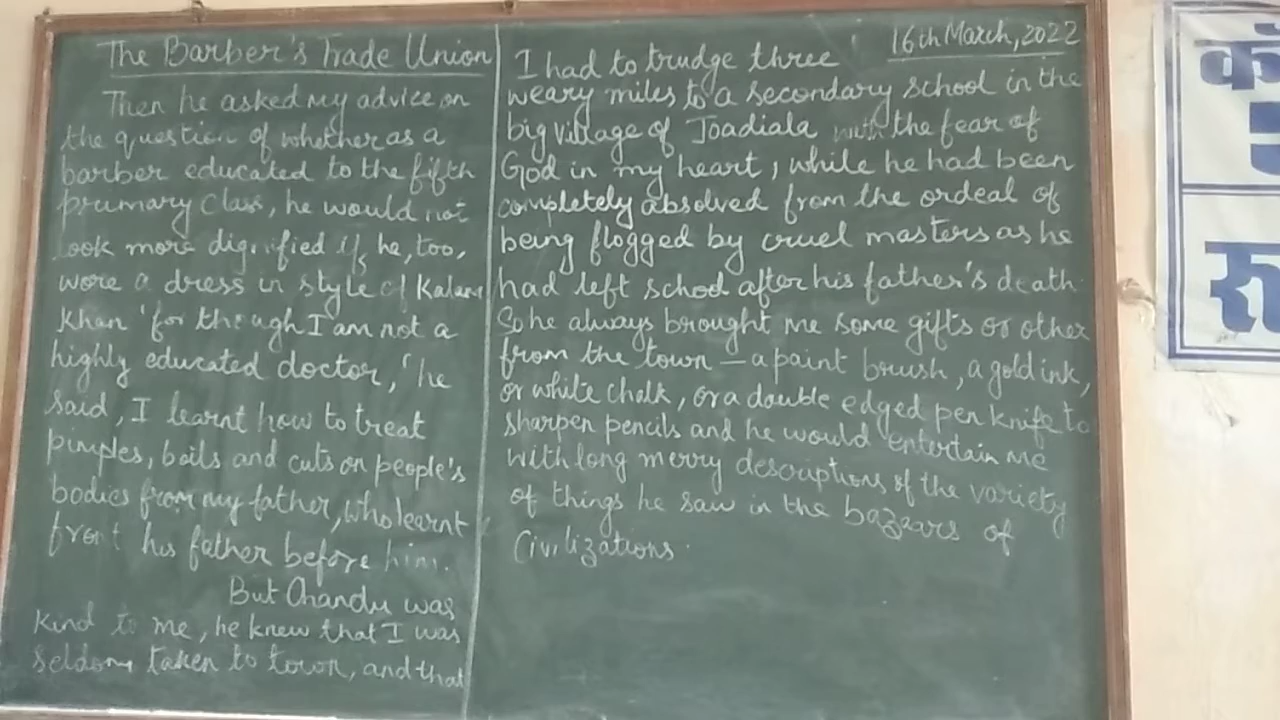 The Barber's Trade Union
Then he asked my advice on
the question of whether as a
barber educated to the fifth
primary class, he would not
look more dignified if he, too,
wore a dress in style of Kalan
Khan 'for though I am not a
highly educated doctor,' he
said, I learnt how to treat
pimples, boils and cuts on people's
bodies from my father, who learnt
from his father before him.
But Chandu was
kind to me, he knew that I was
seldom taken to town, and that
16th March, 2022
I had to trudge three
weary miles to a secondary school in the
big village of Joadiala with the fear of
God in my heart, while he had been
completely absolved from the ordeal of
being flogged by cruel masters as he
had left school after his father's death.
So he always brought me some gifts or other
from the town — a paint brush, a gold ink,
or white chalk, or a double edged pen knife to
sharpen pencils and he would entertain me
with long merry descriptions of the variety
of things he saw in the bazaars of
Civilizations.